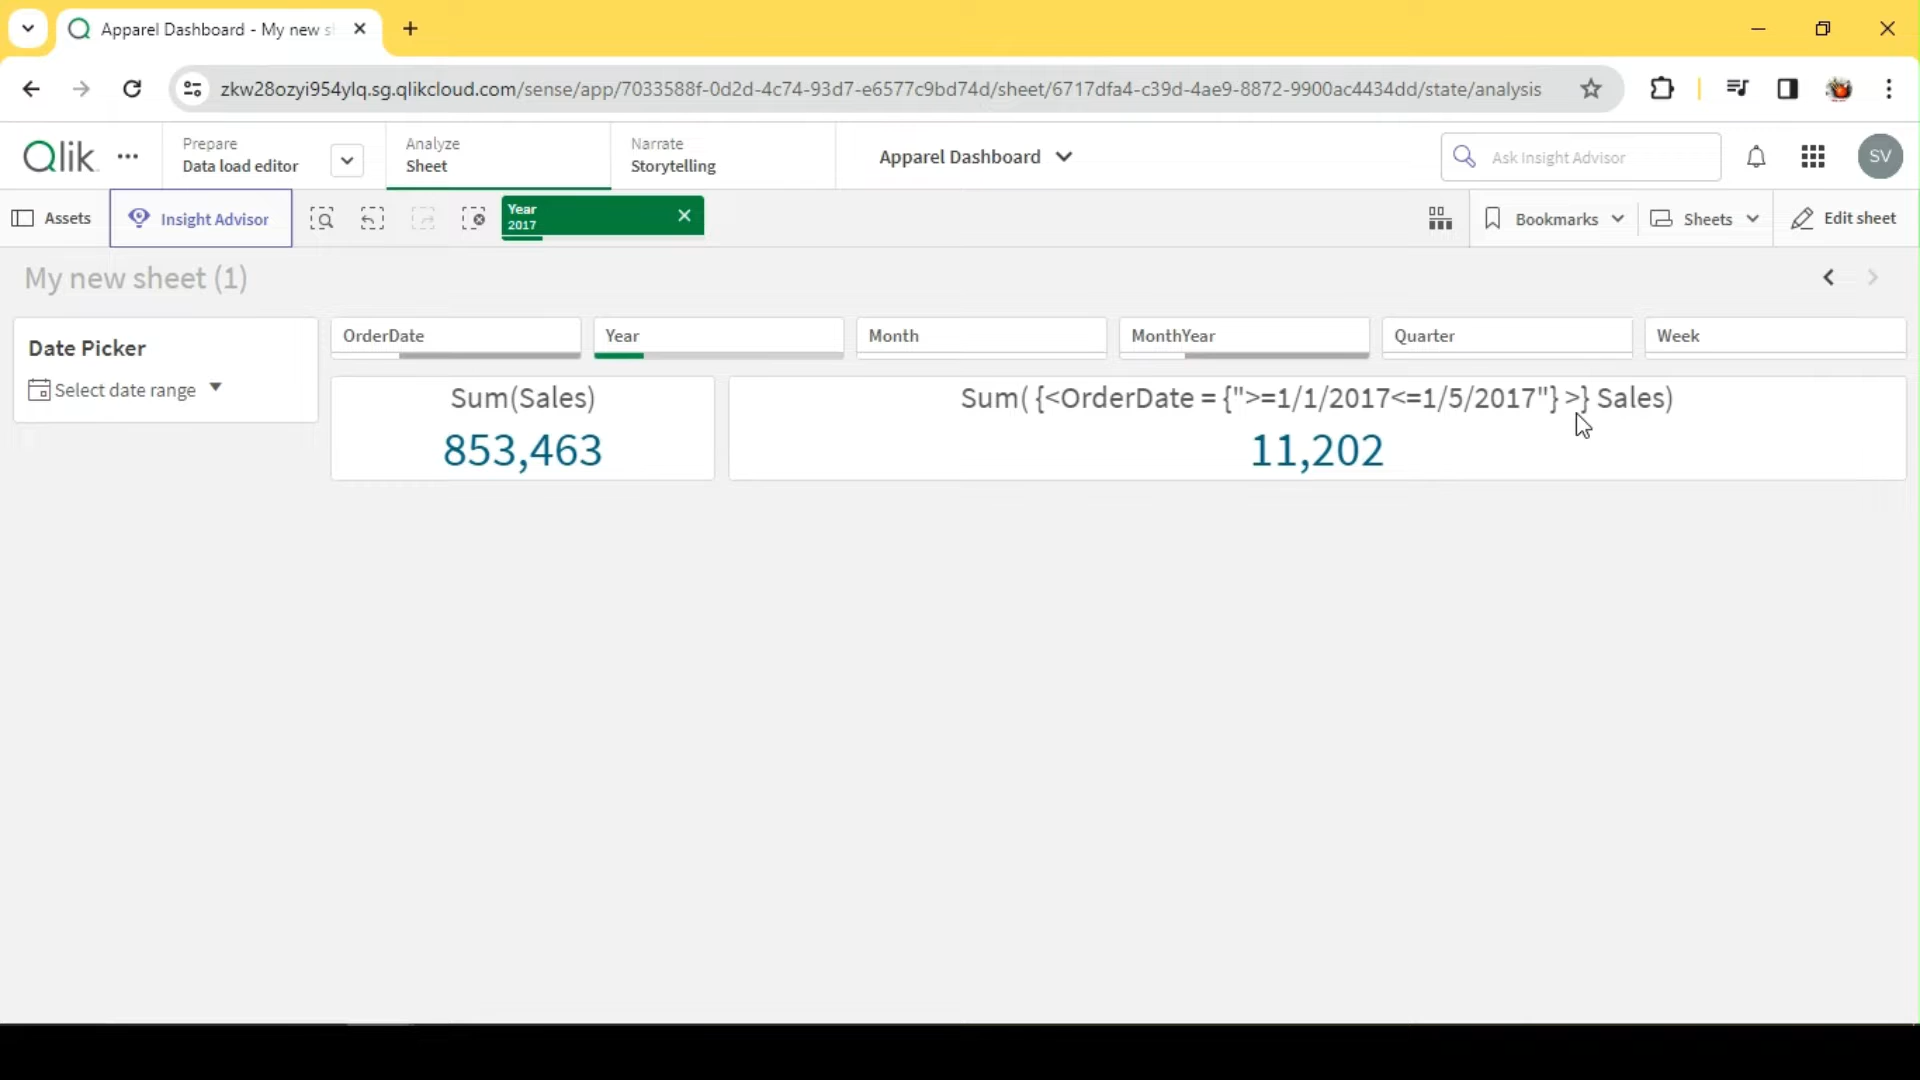 Apparel Dashboard - My new s
zkw28ozyi954ylq.sg.qlikcloud.com/sense/app/7033588f-0d2d-4c74-93d7-e6577c9bd74d/sheet/6717dfa4-c39d-4ae9-8872-9900ac4434dd/state/analysis
Qlik
Prepare
Data load editor
Analyze
Sheet
Narrate
Storytelling
Apparel Dashboard
Ask Insight Advisor
SV
Assets
Insight Advisor
Year
2017
Bookmarks
Sheets
Edit sheet
My new sheet (1)
Date Picker
Select date range
OrderDate
Year
Month
MonthYear
Quarter
Week
Sum(Sales)
853,463
Sum( {<OrderDate = {">=1/1/2017<=1/5/2017"} >} Sales)
11,202